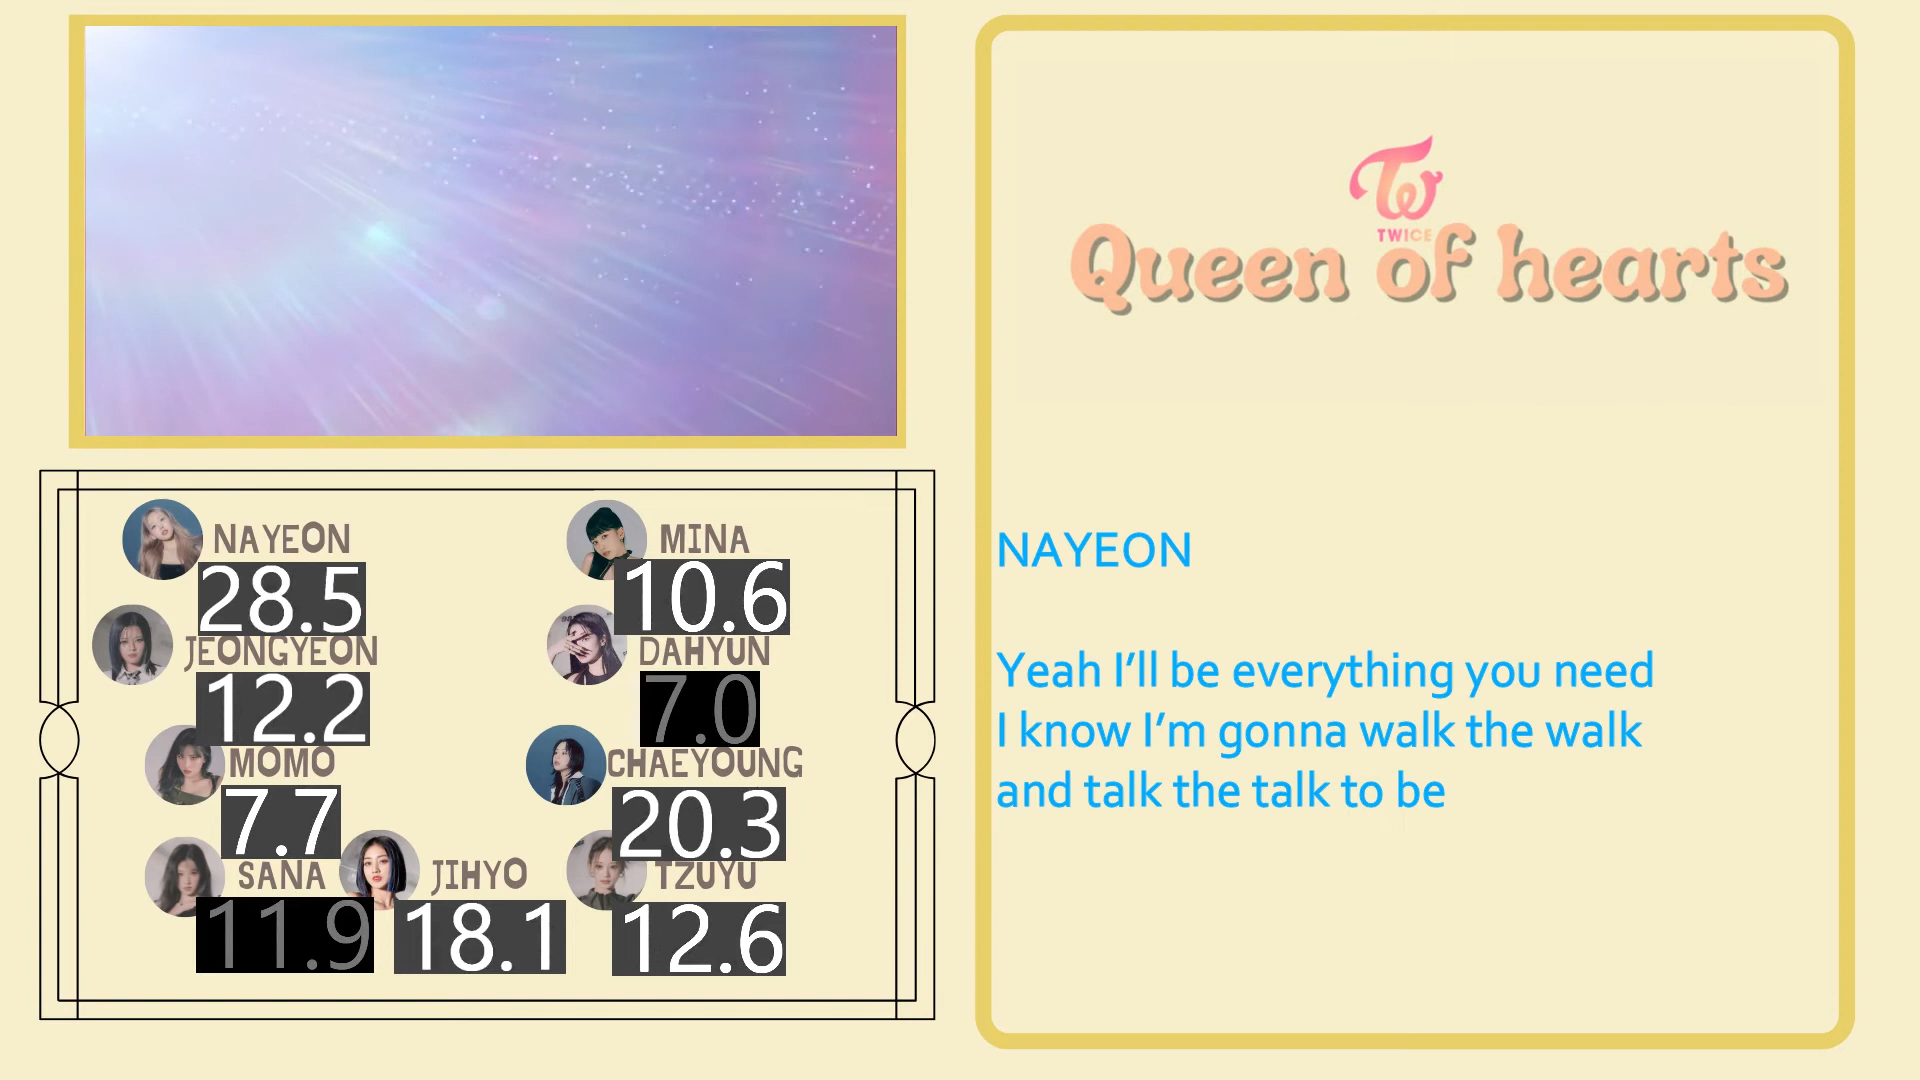 TWICE
Queen of hearts
NAYEON
28.5
JEONGYEON
12.2
MOMO
7.7
SANA
11.9
JIHYO
18.1
MINA
10.6
DAHYUN
7.0
CHAEYOUNG
20.3
TZUYU
12.6
NAYEON
Yeah I'll be everything you need
I know I'm gonna walk the walk
and talk the talk to be